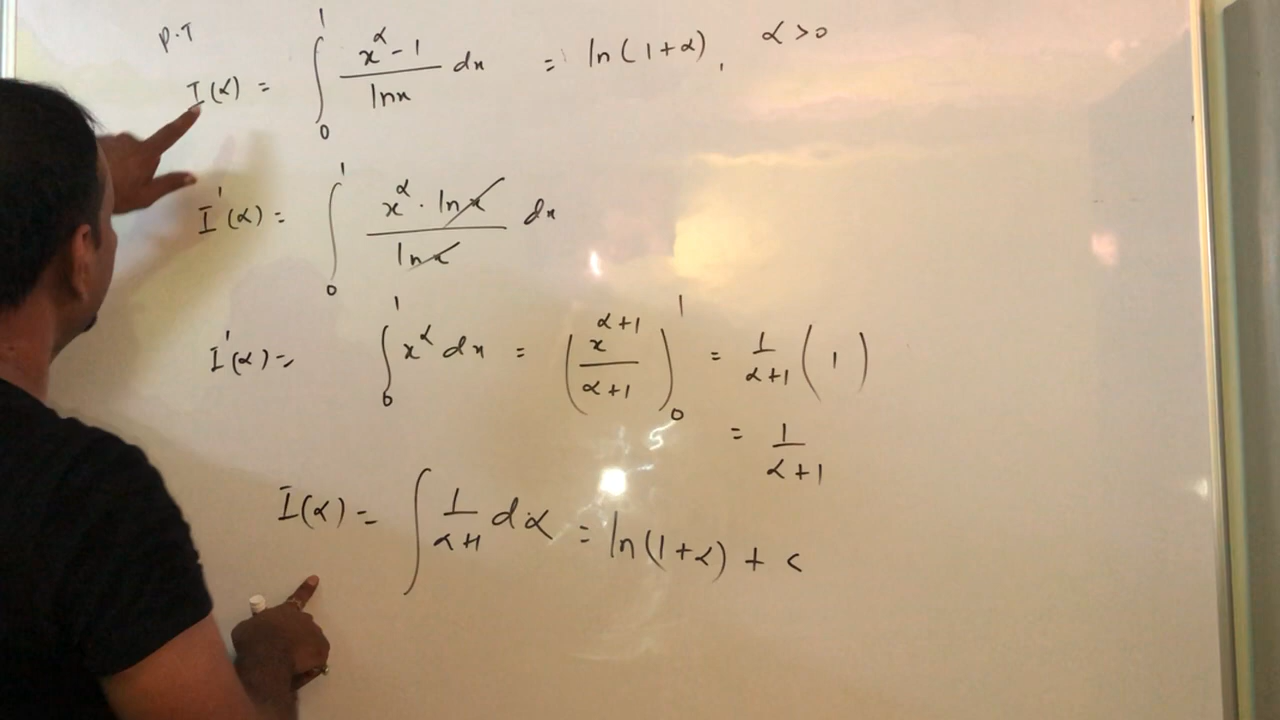 P.T
I(α) = ∫₀¹ (x^α - 1)/(ln x) dx = ln(1+α), α > 0
I'(α) = ∫₀¹ (x^α · ln x)/(ln x) dx
I'(α) = ∫₀¹ x^α dx = (x^(α+1)/(α+1))₀¹ = 1/(α+1) (1)
= 1/(α+1)
I(α) = ∫ 1/(α+1) dα = ln(1+α) + c